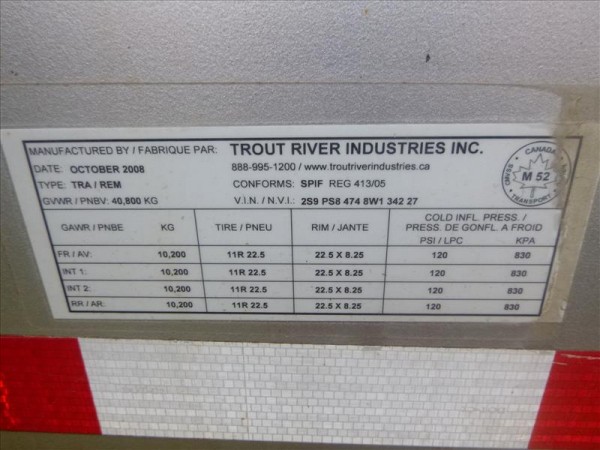 MANUFACTURED BY / FABRIQUE PAR: TROUT RIVER INDUSTRIES INC.
DATE: OCTOBER 2008 888-995-1200 / www.troutriverindustries.ca
TYPE: TRA / REM CONFORMS: SPIF REG 413/05
GVWR / PNBV: 40,800 KG V.I.N. / N.V.I.: 2S9 PS8 474 8W1 342 27
CANADA
M 52
TRANSPORT
GAWR / PNBE KG TIRE / PNEU RIM / JANTE COLD INFL. PRESS. /
PRESS. DE GONFL. A FROID
PSI / LPC KPA
FR / AV: 10,200 11R 22.5 22.5 X 8.25 120 830
INT 1: 10,200 11R 22.5 22.5 X 8.25 120 830
INT 2: 10,200 11R 22.5 22.5 X 8.25 120 830
RR / AR: 10,200 11R 22.5 22.5 X 8.25 120 830